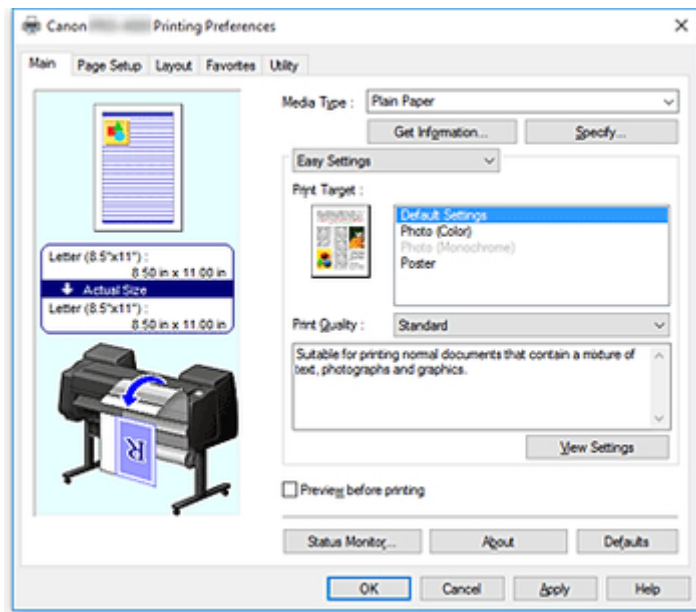 Canon Printing Preferences
Main Page Setup Layout Favorites Utility
Media Type : Plain Paper
Get Information... Specify...
Easy Settings
Print Target :
Default Settings
Photo (Color)
Photo (Monochrome)
Poster
Letter (8.5"x11") :
8.50 in x 11.00 in
Actual Size
Letter (8.5"x11") :
8.50 in x 11.00 in
Print Quality : Standard
Suitable for printing normal documents that contain a mixture of
text, photographs and graphics.
R
View Settings
Preview before printing
Status Monitor... About Defaults
OK Cancel Apply Help